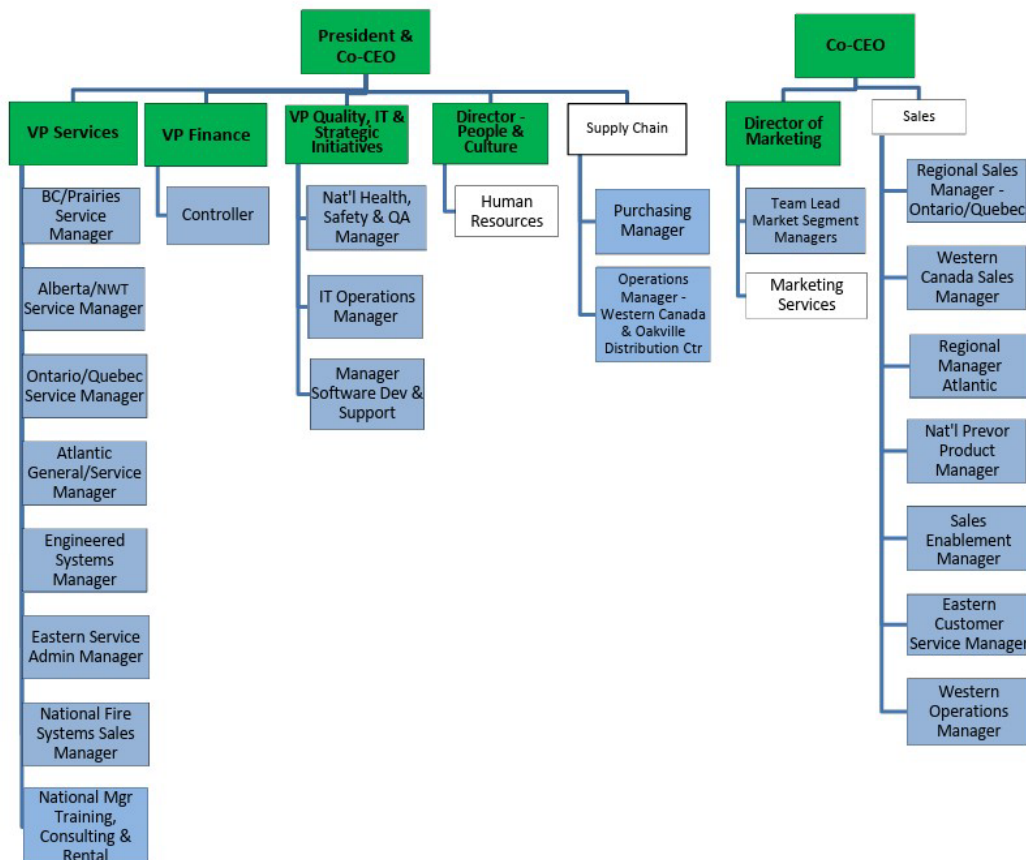 President &
Co-CEO
Co-CEO
VP Services
VP Finance
VP Quality, IT &
Strategic
Initiatives
Director -
People &
Culture
Supply Chain
Director of
Marketing
Sales
BC/Prairies
Service
Manager
Alberta/NWT
Service Manager
Ontario/Quebec
Service Manager
Atlantic
General/Service
Manager
Engineered
Systems
Manager
Eastern Service
Admin Manager
National Fire
Systems Sales
Manager
National Mgr
Training,
Consulting &
Rental
Controller
Nat'l Health,
Safety & QA
Manager
IT Operations
Manager
Manager
Software Dev &
Support
Human
Resources
Purchasing
Manager
Operations
Manager -
Western Canada
& Oakville
Distribution Ctr
Team Lead
Market Segment
Managers
Marketing
Services
Regional Sales
Manager -
Ontario/Quebec
Western
Canada Sales
Manager
Regional
Manager
Atlantic
Nat'l Prevor
Product
Manager
Sales
Enablement
Manager
Eastern
Customer
Service Manager
Western
Operations
Manager